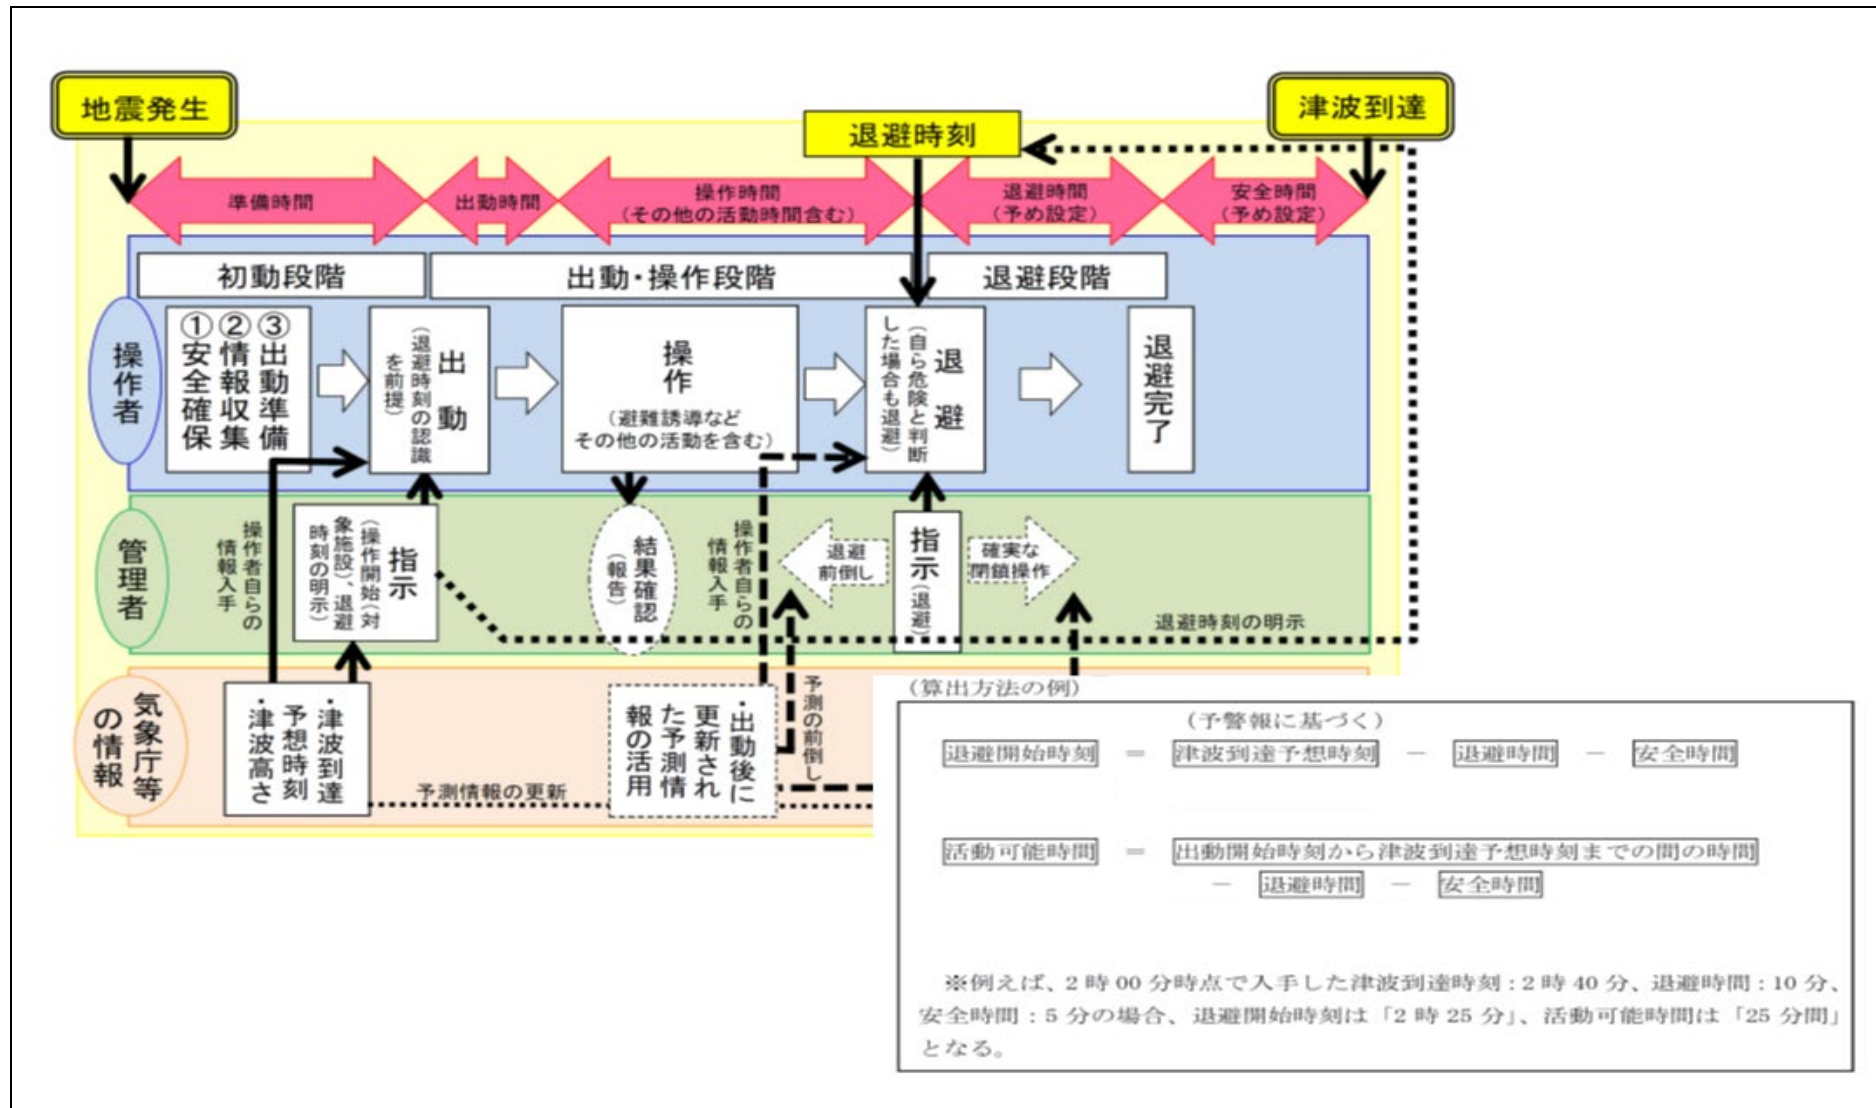 地震発生
退避時刻
津波到達
準備時間
出動時間
操作時間
(その他の活動時間含む)
退避時間
(予め設定)
安全時間
(予め設定)
初動段階
出動・操作段階
退避段階
操作者
①安全確保
②情報収集
③出動準備
出動
(退避時刻の認識
を前提)
操作
(避難誘導など
その他の活動を含む)
退避
(自ら危険と判断
した場合も退避)
退避完了
管理者
操作者自らの
情報入手
指示
(操作開始(対
象施設)、退避
時刻の明示)
結果確認
(報告)
操作者自らの
情報入手
退避
前倒し
指示
(退避)
確実な
閉鎖操作
退避時刻の明示
気象庁等
の情報
・津波到達
予想時刻
・津波高さ
予測情報の更新
・出動後に
更新され
た予測情
報の活用
予測の前倒し
(算出方法の例)
(予警報に基づく)
退避開始時刻 = 津波到達予想時刻 － 退避時間 － 安全時間
活動可能時間 = 出動開始時刻から津波到達予想時刻までの間の時間
－ 退避時間 － 安全時間
※例えば、2時00分時点で入手した津波到達時刻:2時40分、退避時間:10分、
安全時間:5分の場合、退避開始時刻は「2時25分」、活動可能時間は「25分間」
となる。